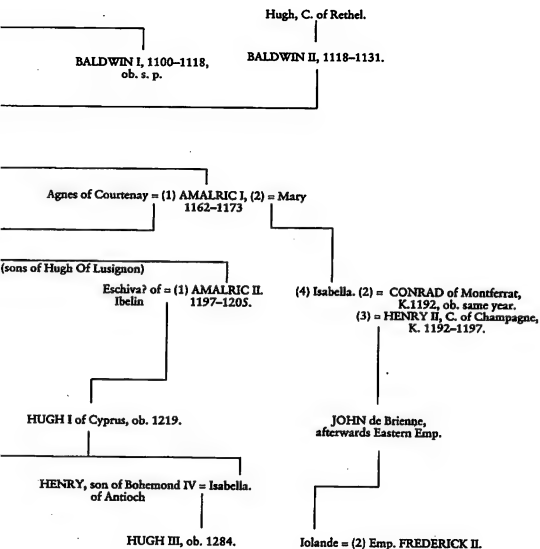 Hugh, C. of Rethel.
BALDWIN I, 1100–1118,
ob. s. p.
BALDWIN II, 1118–1131.
Agnes of Courtenay = (1) AMALRIC I, (2) = Mary
1162–1173
(sons of Hugh Of Lusignon)
Eschiva? of = (1) AMALRIC II.
Ibelin
1197–1205.
(4) Isabella. (2) = CONRAD of Montferrat,
K.1192, ob. same year.
(3) = HENRY II, C. of Champagne,
K. 1192–1197.
HUGH I of Cyprus, ob. 1219.
JOHN de Brienne,
afterwards Eastern Emp.
HENRY, son of Bohemond IV = Isabella.
of Antioch
HUGH III, ob. 1284.
Iolande = (2) Emp. FREDERICK II.